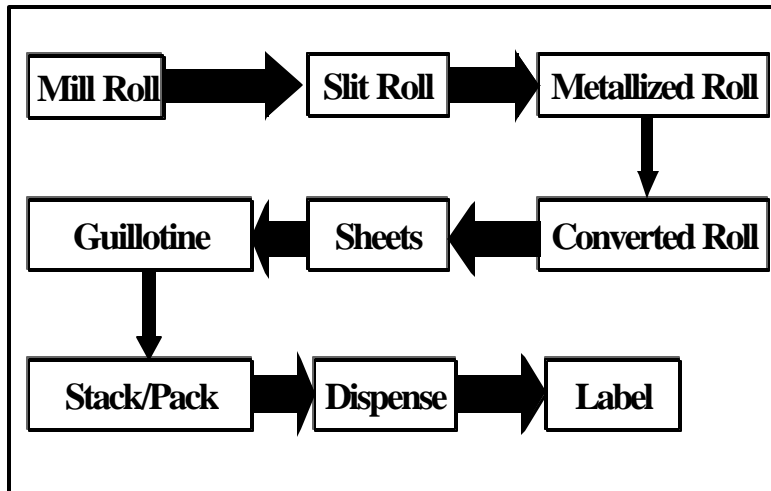 Mill Roll
Slit Roll
Metallized Roll
Guillotine
Sheets
Converted Roll
Stack/Pack
Dispense
Label